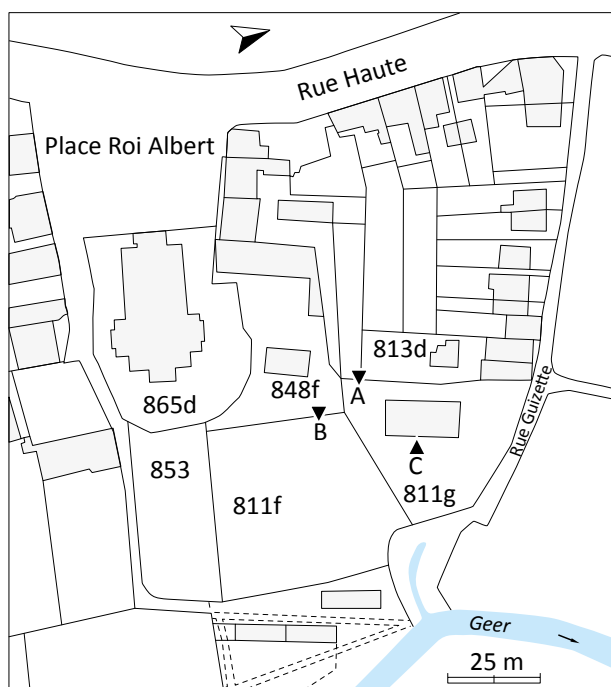 Rue Haute
Place Roi Albert
813d
A
848f
865d
B
Rue Guizette
C
853
811g
811f
Geer
25 m